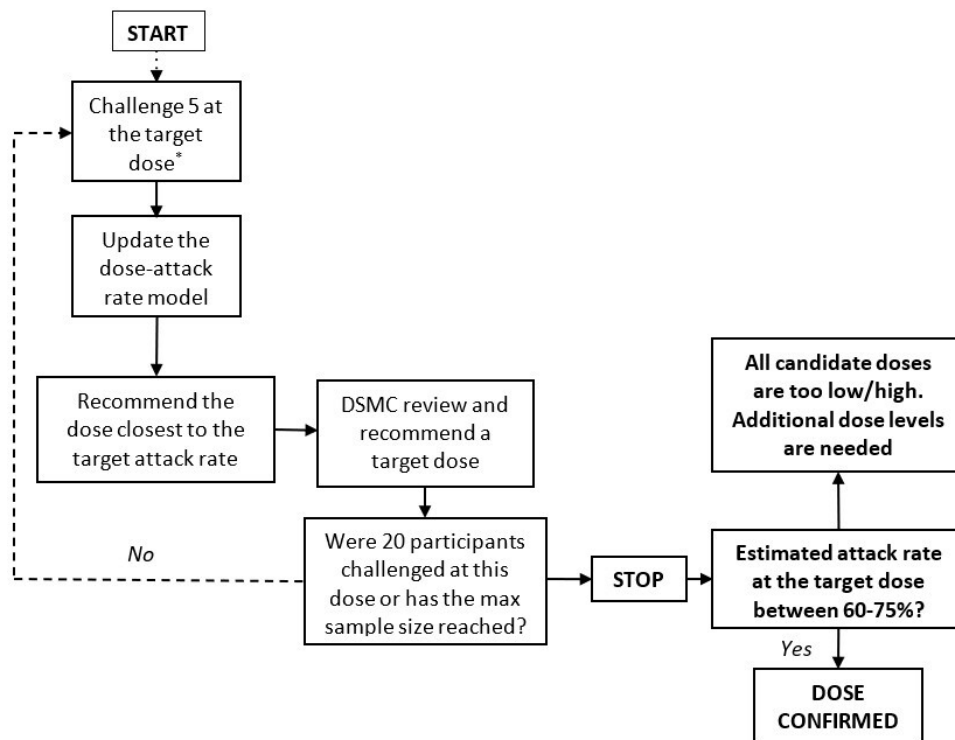 START
Challenge 5 at
the target
dose*
Update the
dose-attack
rate model
Recommend the
dose closest to the
target attack rate
DSMC review and
recommend a
target dose
Were 20 participants
challenged at this
dose or has the max
sample size reached?
No
STOP
All candidate doses
are too low/high.
Additional dose levels
are needed
Estimated attack rate
at the target dose
between 60-75%?
Yes
DOSE
CONFIRMED